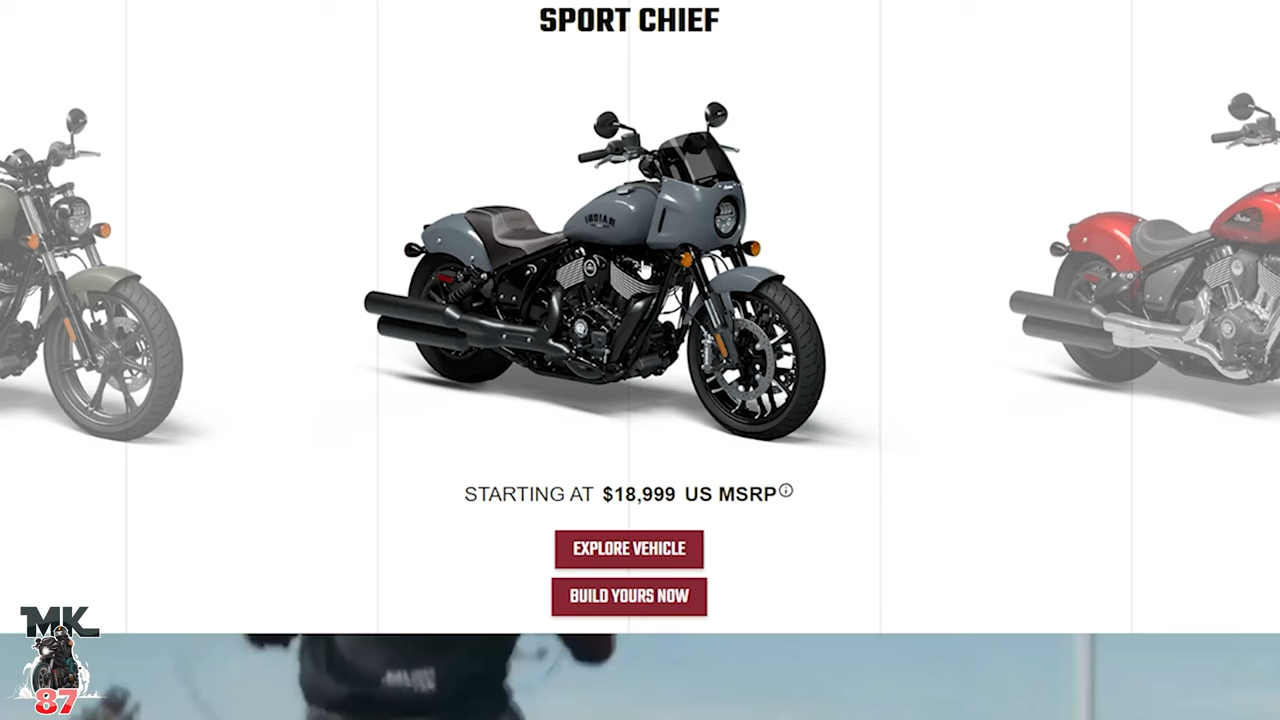 SPORT CHIEF
INDIAN
STARTING AT $18,999 US MSRP
EXPLORE VEHICLE
BUILD YOURS NOW
MK
87